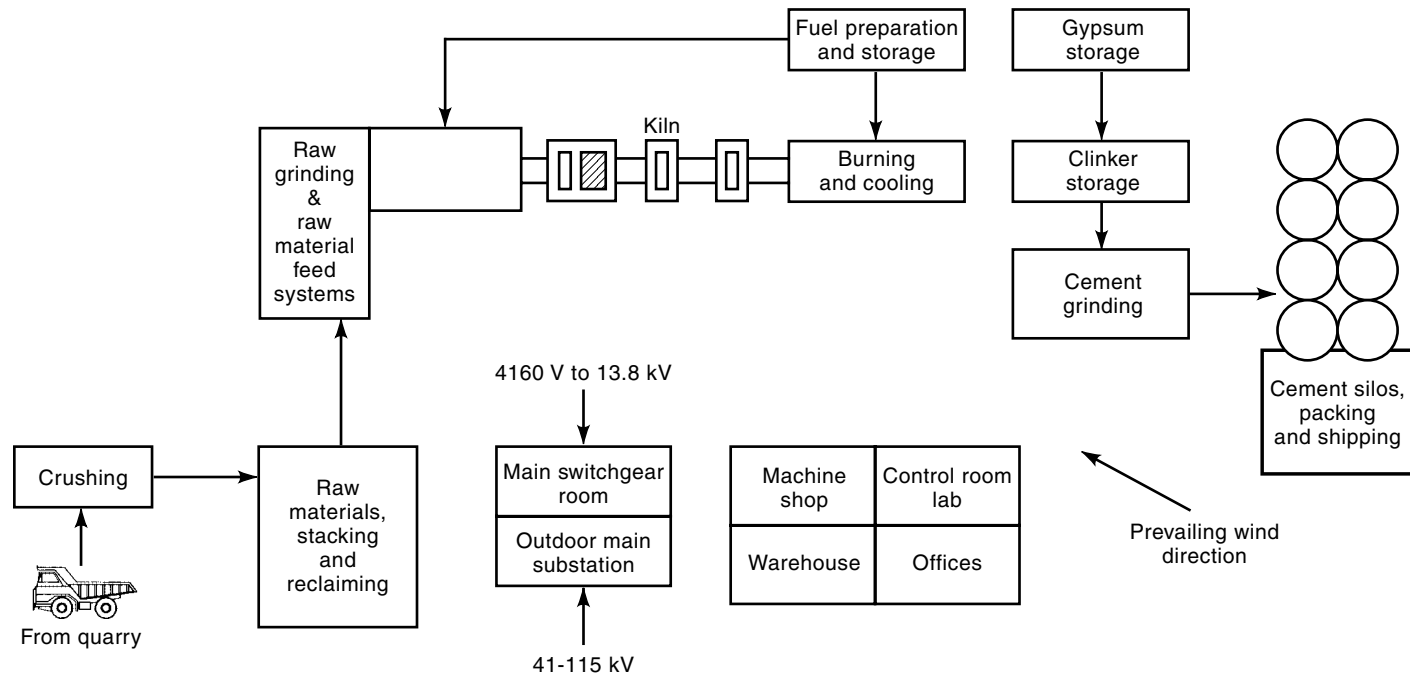 Fuel preparation
and storage
Gypsum
storage
Kiln
Raw
grinding
&
raw
material
feed
systems
Burning
and cooling
Clinker
storage
Cement
grinding
4160 V to 13.8 kV
Cement silos,
packing
and shipping
Crushing
Raw
materials,
stacking
and
reclaiming
Main switchgear
room
Outdoor main
substation
Machine
shop
Control room
lab
Warehouse
Offices
Prevailing wind
direction
From quarry
41-115 kV